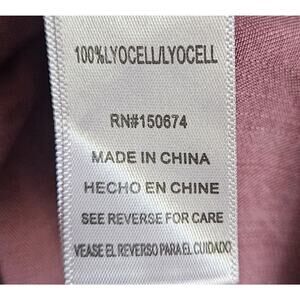 100%LYOCELL/LYOCELL
RN#150674
MADE IN CHINA
HECHO EN CHINE
SEE REVERSE FOR CARE
VEASE EL REVERSO PARA EL CUIDADO